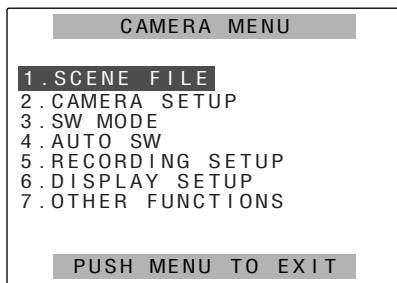 CAMERA MENU
1.SCENE FILE
2.CAMERA SETUP
3.SW MODE
4.AUTO SW
5.RECORDING SETUP
6.DISPLAY SETUP
7.OTHER FUNCTIONS
PUSH MENU TO EXIT